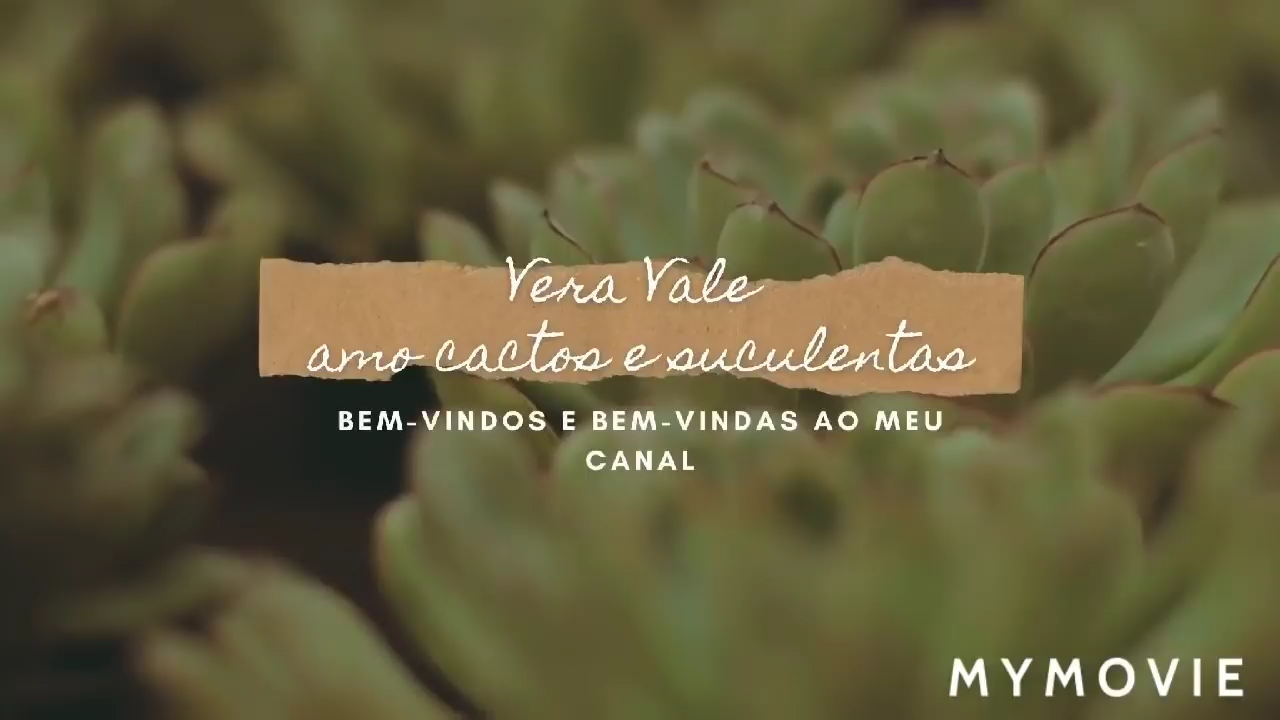 Vera Vale
amo cactos e suculentas
BEM-VINDOS E BEM-VINDAS AO MEU
CANAL
MYMOVIE